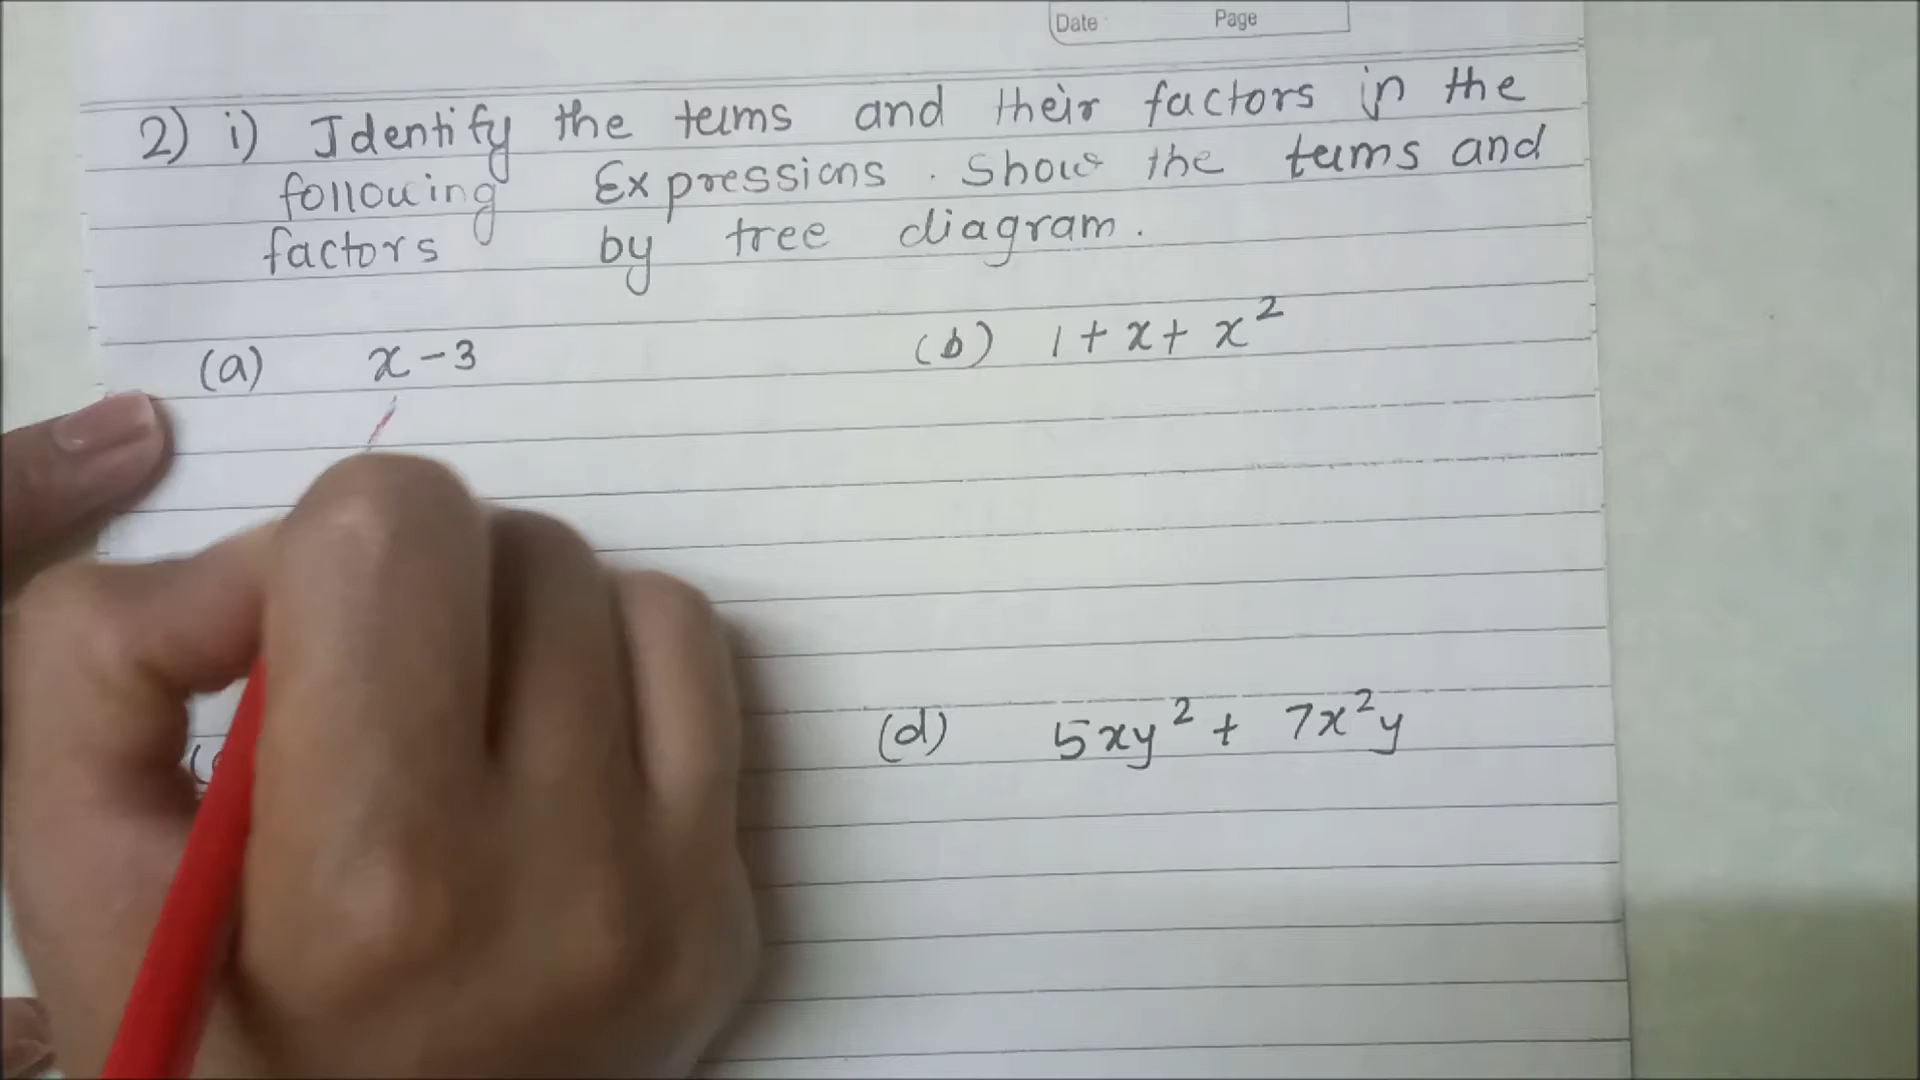 Date Page
2) i) Identify the terms and their factors in the
following Expressions. Show the terms and
factors by tree diagram.
(a) x-3 (b) 1+x+x²
(d) 5xy² + 7x²y